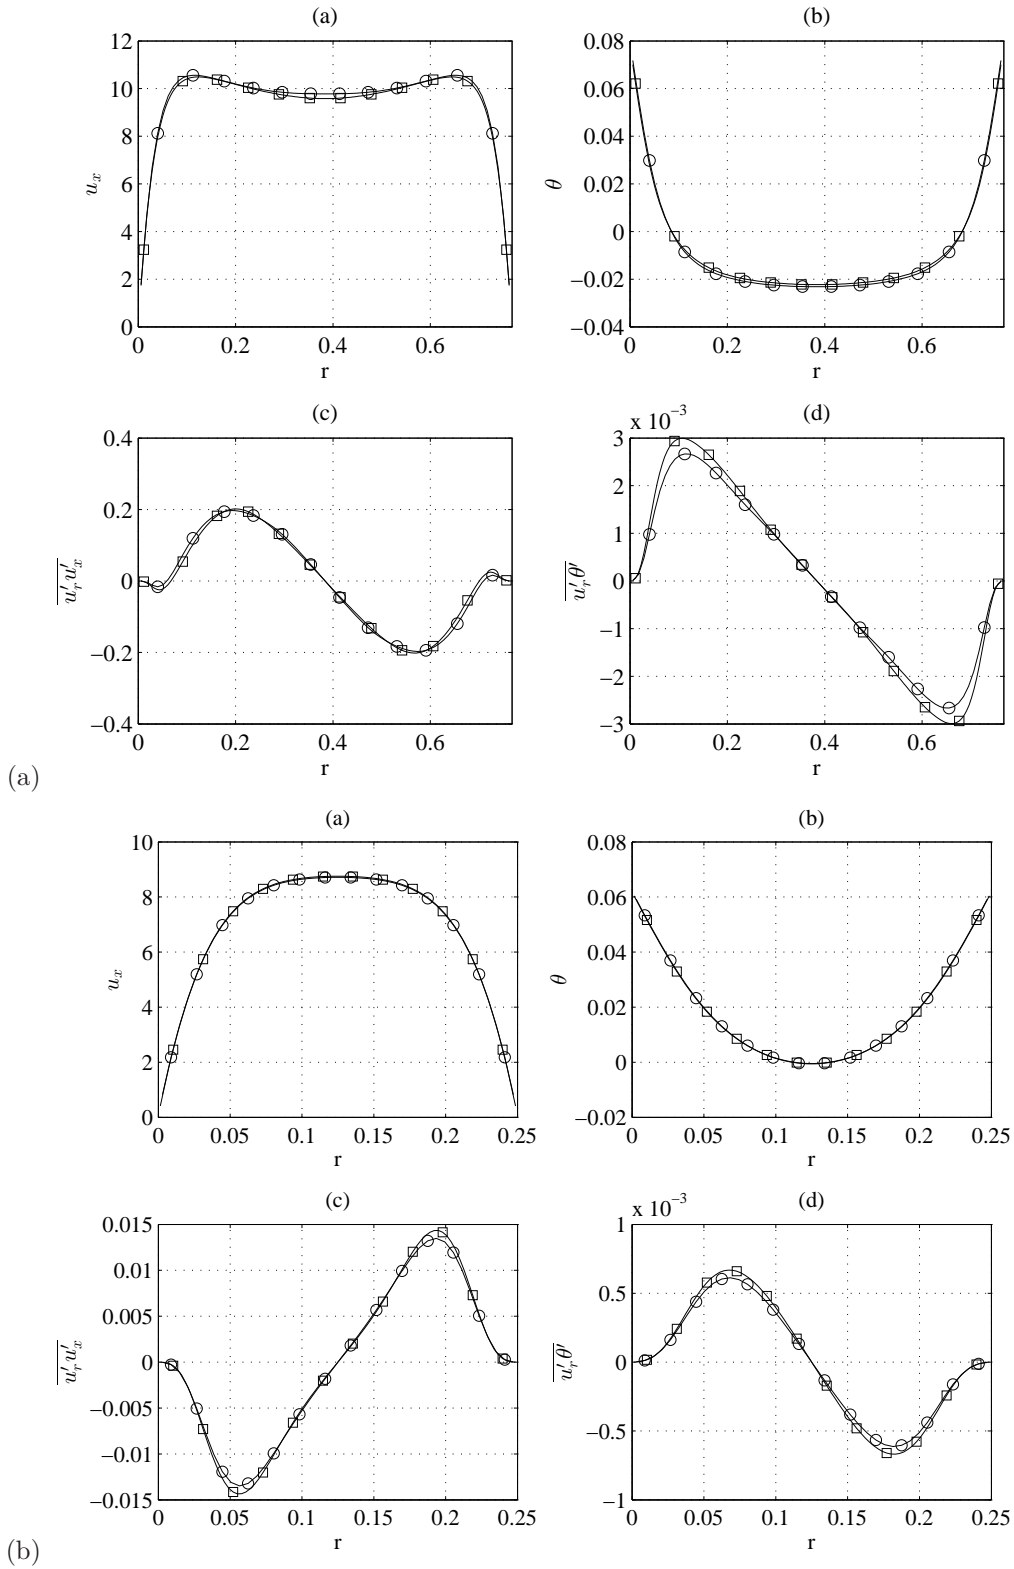 (a) (b)
12 0.08
10 0.06
8 0.04
6 0.02
4 0
2 −0.02
0 −0.04
u_x θ
0 0.2 0.4 0.6 0 0.2 0.4 0.6
r r
(c) (d)
x 10^−3
0.4 3
2
0.2 1
0 0
−1
−0.2 −2
−0.4 −3
\overline{u'_r u'_x} \overline{u'_r θ'}
0 0.2 0.4 0.6 0 0.2 0.4 0.6
r r
(a)
(a) (b)
10 0.08
8 0.06
6 0.04
4 0.02
2 0
0 −0.02
u_x θ
0 0.05 0.1 0.15 0.2 0.25 0 0.05 0.1 0.15 0.2 0.25
r r
(c) (d)
x 10^−3
0.015 1
0.01
0.005 0.5
0 0
−0.005
−0.01 −0.5
−0.015 −1
\overline{u'_r u'_x} \overline{u'_r θ'}
0 0.05 0.1 0.15 0.2 0.25 0 0.05 0.1 0.15 0.2 0.25
r r
(b)